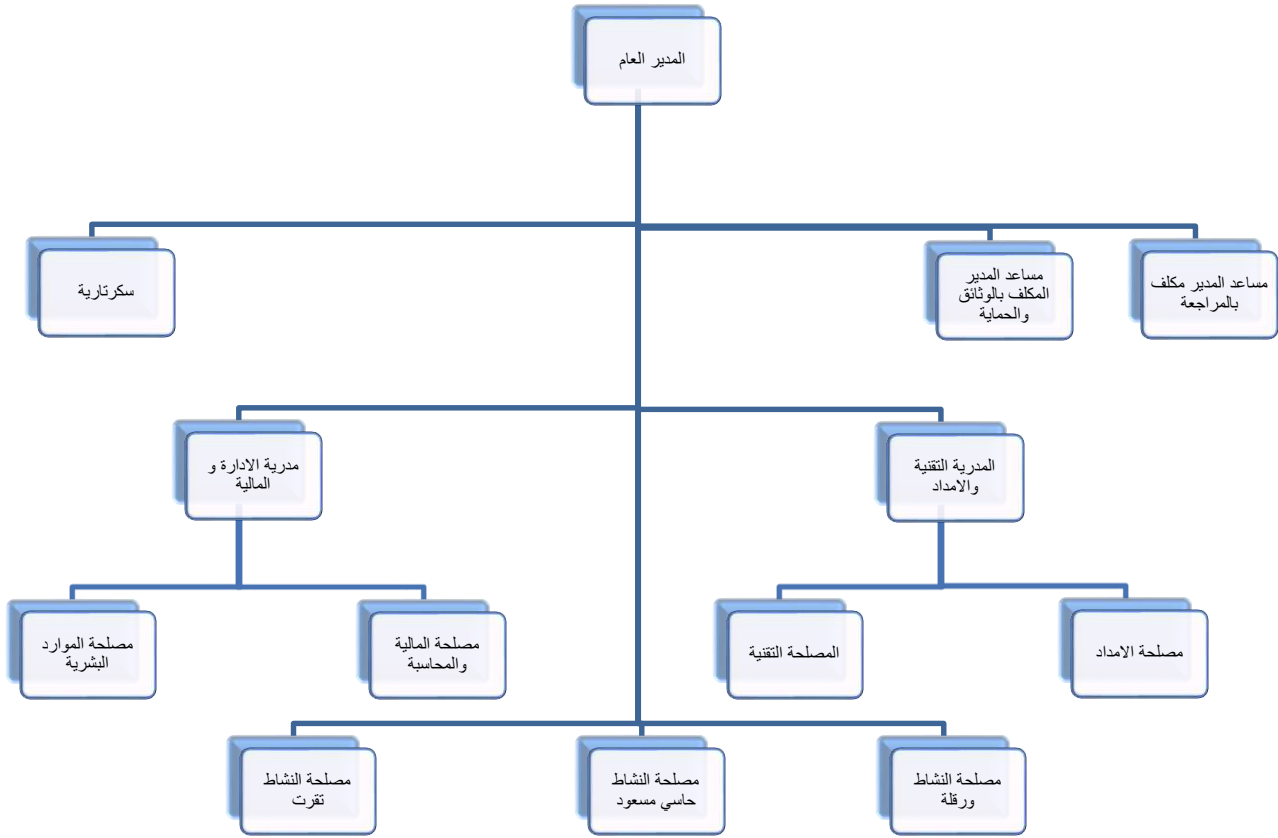 المدير العام
مساعد المدير مكلف
بالمراجعة
مساعد المدير
المكلف بالوثائق
والحماية
سكرتارية
المدرية التقنية
والامداد
مدرية الادارة و
المالية
مصلحة الامداد
المصلحة التقنية
مصلحة المالية
والمحاسبة
مصلحة الموارد
البشرية
مصلحة النشاط
ورقلة
مصلحة النشاط
حاسي مسعود
مصلحة النشاط
تقرت